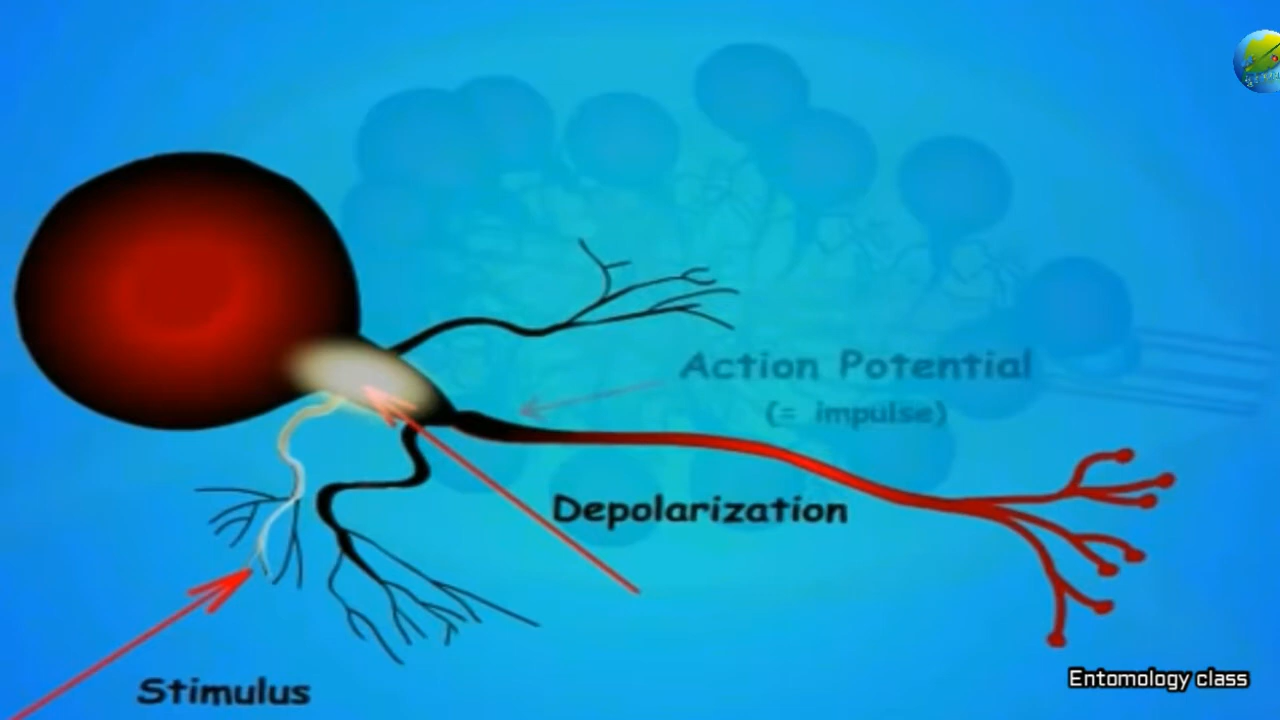 Action Potential
(= impulse)
Depolarization
Stimulus
Entomology class